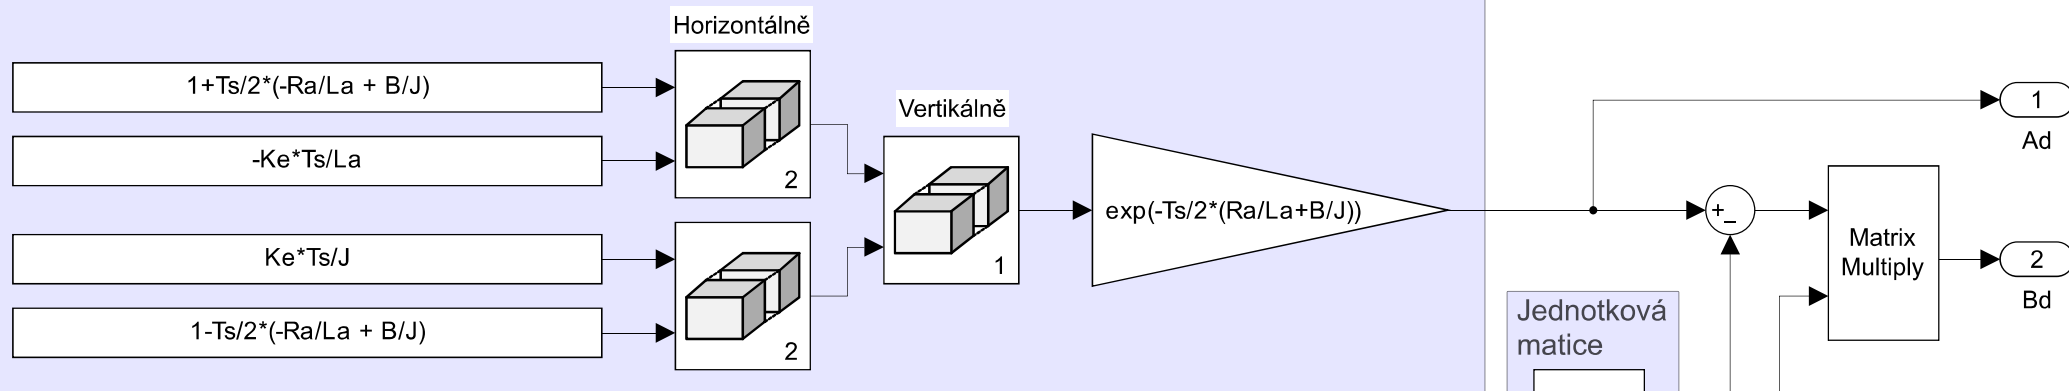 Horizontálně
1+Ts/2*(-Ra/La + B/J)
-Ke*Ts/La
2
Vertikálně
Ke*Ts/J
1-Ts/2*(-Ra/La + B/J)
2
1
exp(-Ts/2*(Ra/La+B/J))
+
−
1
Ad
Matrix
Multiply
2
Bd
Jednotková
matice